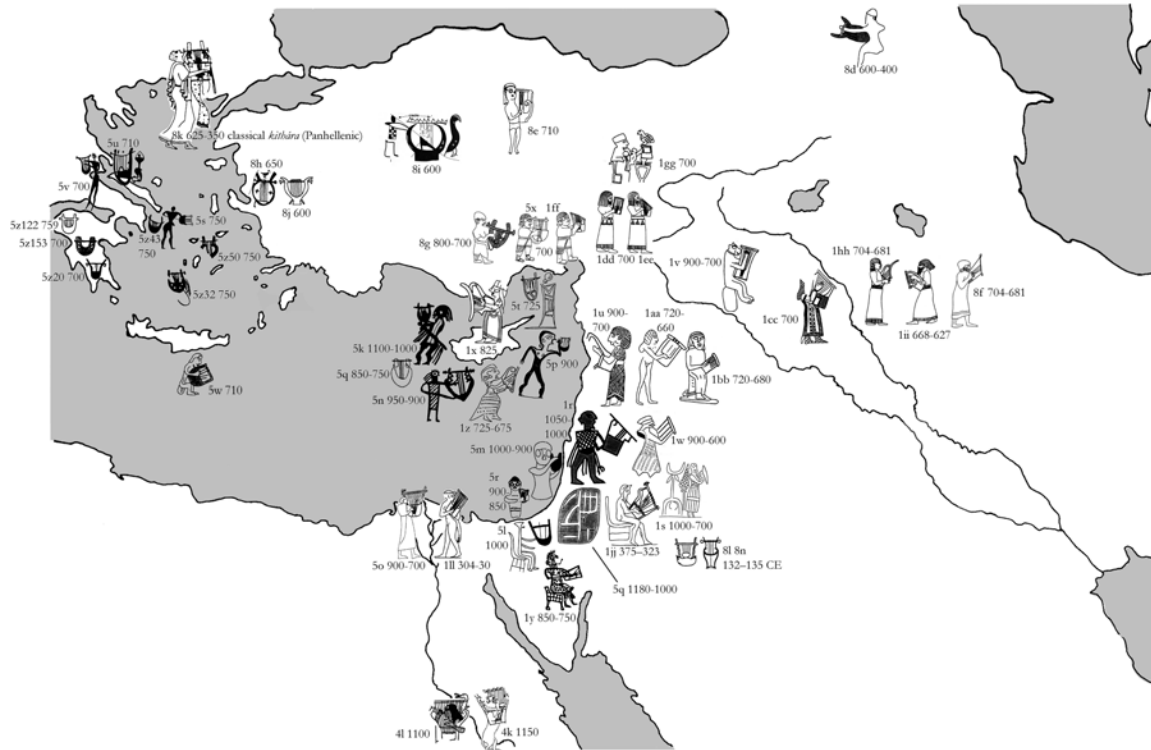 8d 600-400
8k 625-350 classical kithára (Panhellenic)
8e 710
5u 710
8i 600
1gg 700
8h 650
5v 700
8j 600
5z122 759
5z43
750
5s 750
5z153 700
5z50 750
5x
700
1ff
8g 800-700
1dd 700 1ee
1v 900-700
1hh 704-681
8f 704-681
5z20 700
5z32 750
5t 725
1cc 700
1ii 668-627
1u 900-
700
1aa 720-
660
5k 1100-1000
1x 825
5p 900
5q 850-750
5w 710
5n 950-900
1bb 720-680
1z 725-675
1r
1050-
1000
1w 900-600
5m 1000-900
5r
900-
850
1s 1000-700
5l
1000
1jj 375–323
8l 8n
132–135 CE
5o 900-700
1ll 304-30
5q 1180-1000
1y 850-750
4l 1100
4k 1150